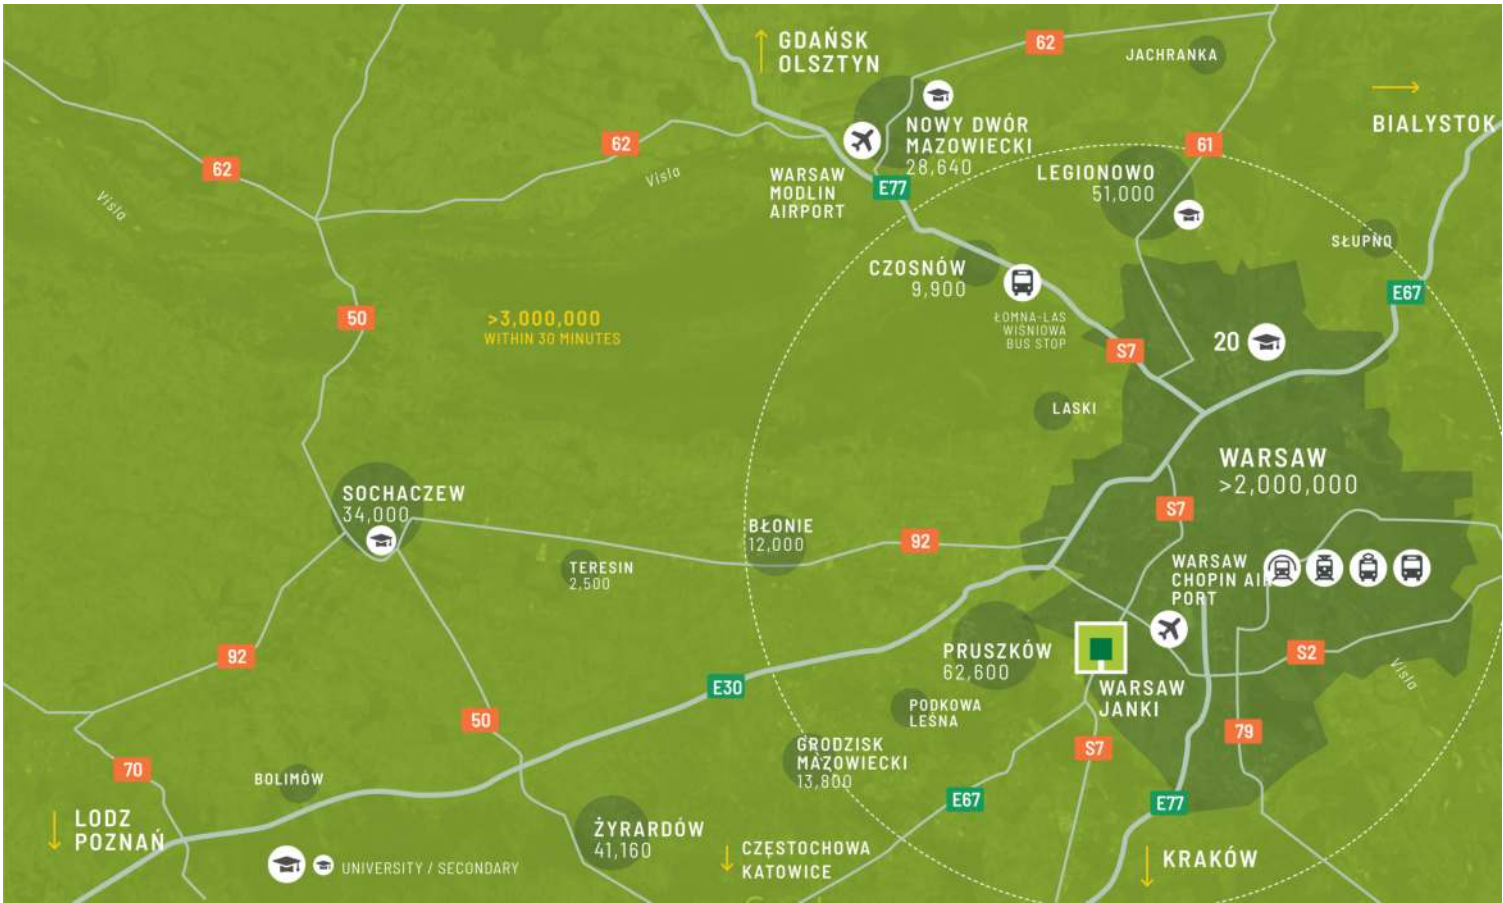 GDAŃSK
OLSZTYN
62
JACHRANKA
BIALYSTOK
NOWY DWÓR
MAZOWIECKI
28,640
62
62
61
Visla
Visla
WARSAW
MODLIN
AIRPORT
E77
LEGIONOWO
51,000
SŁUPNO
CZOSNÓW
9,900
E67
ŁOMNA-LAS
WIŚNIOWA
BUS STOP
50
>3,000,000
WITHIN 30 MINUTES
S7
20
LASKI
WARSAW
>2,000,000
SOCHACZEW
34,000
S7
BŁONIE
12,000
92
TERESIN
2,500
WARSAW
CHOPIN AIR
PORT
92
PRUSZKÓW
62,600
S2
Visla
E30
WARSAW
JANKI
PODKOWA
LEŚNA
50
79
S7
GRODZISK
MAZOWIECKI
13,800
70
BOLIMÓW
E67
E77
LODZ
POZNAŃ
ŻYRARDÓW
41,160
CZĘSTOCHOWA
KATOWICE
KRAKÓW
UNIVERSITY / SECONDARY